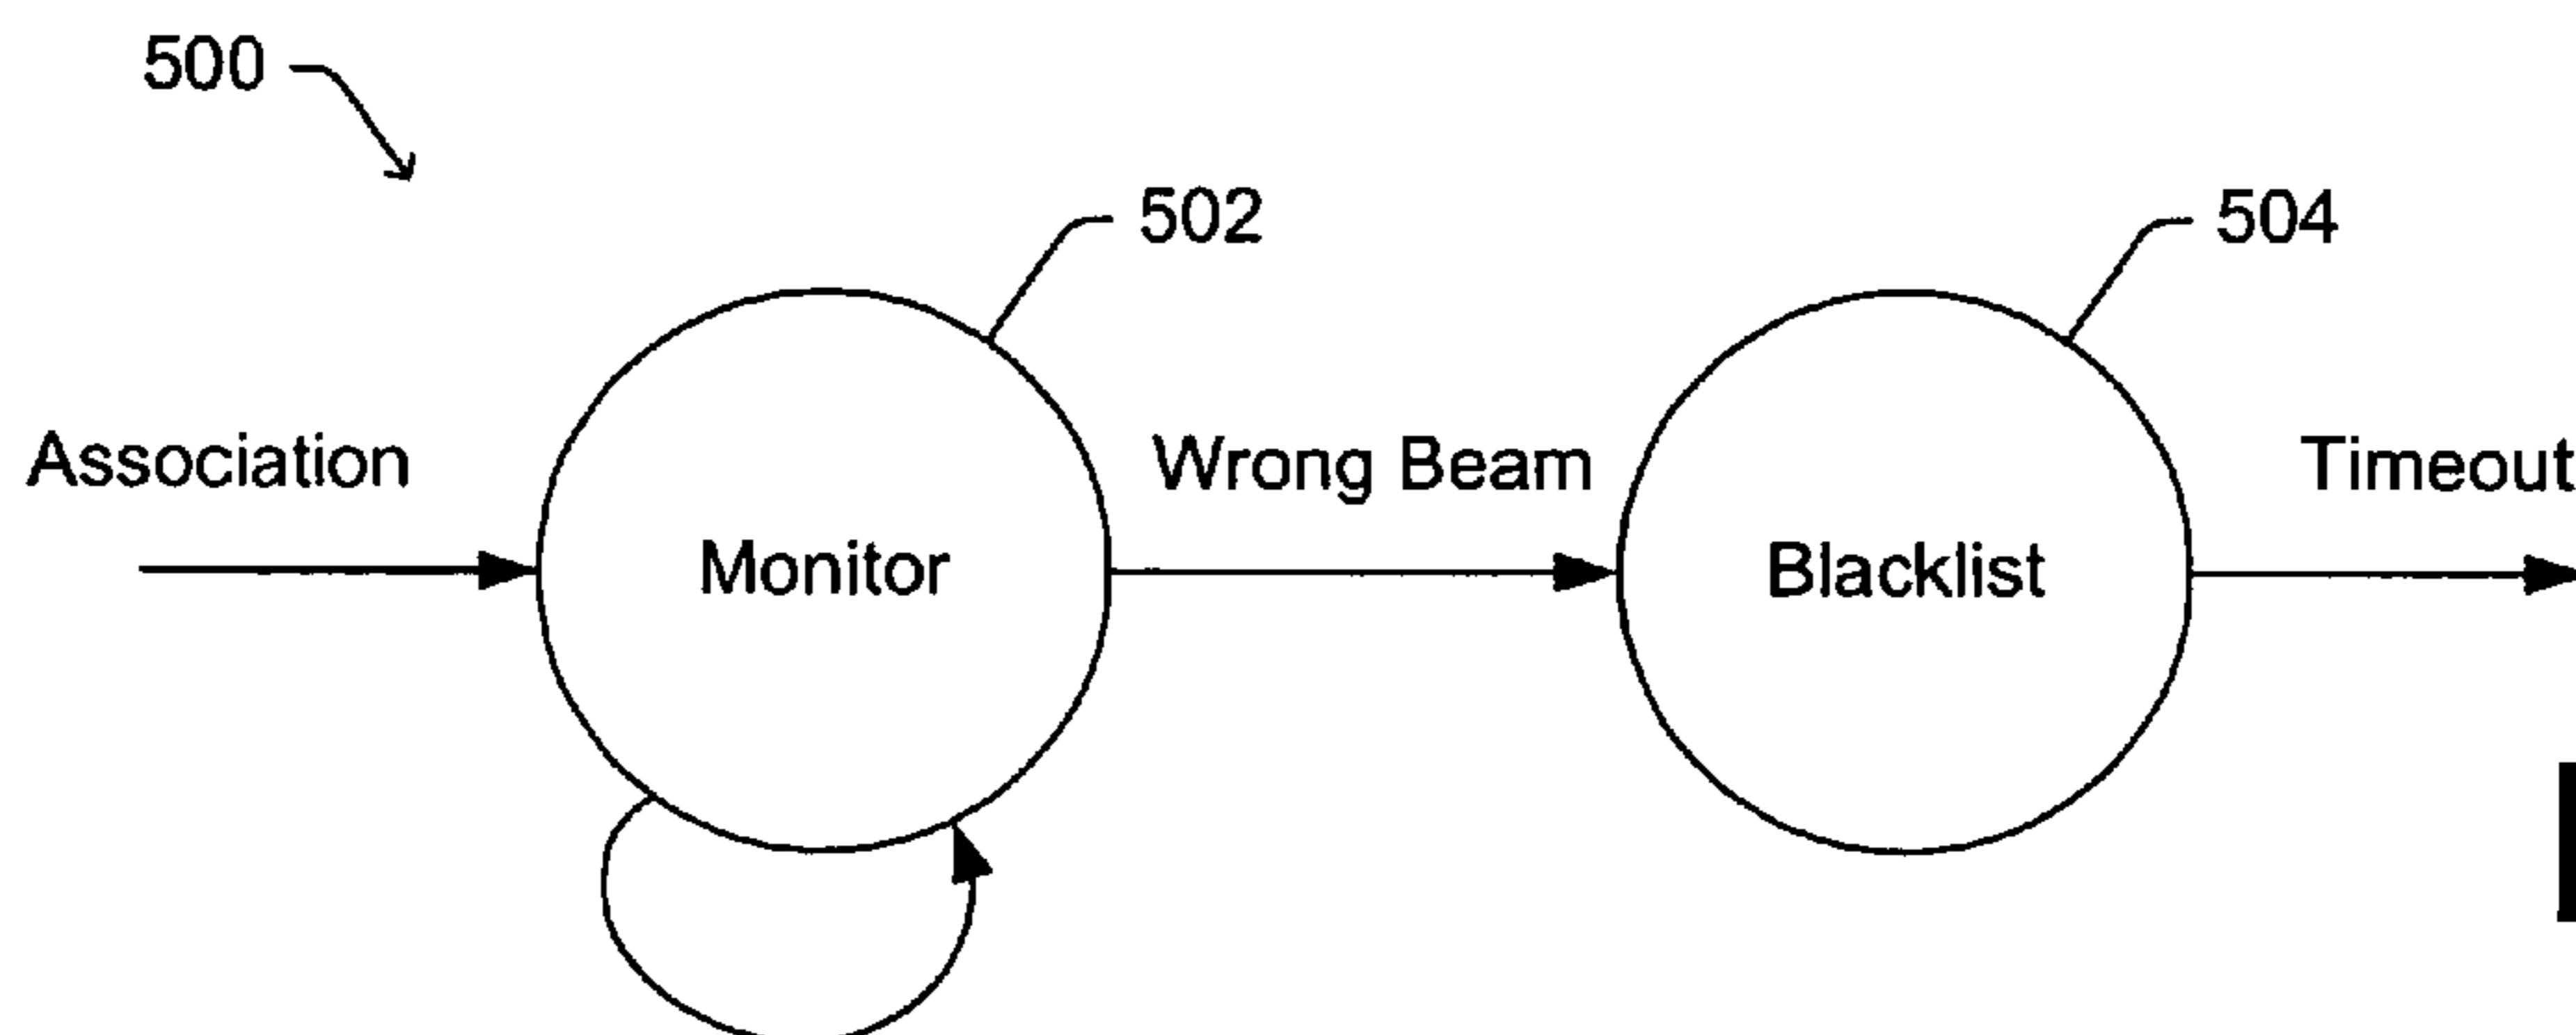 500
502
504
Association
Wrong Beam
Timeout
Monitor
Blacklist